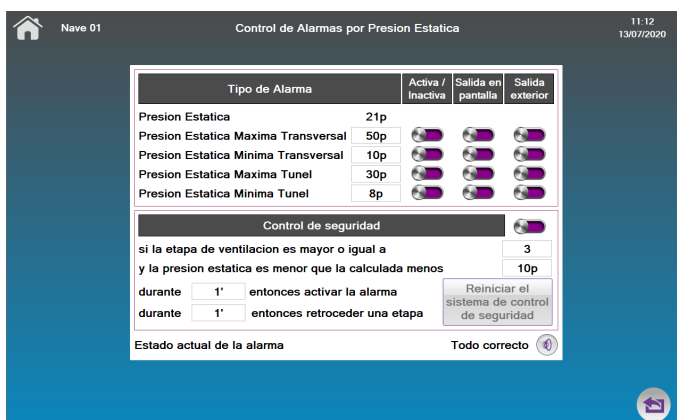 Nave 01
Control de Alarmas por Presion Estatica
11:12
13/07/2020
Tipo de Alarma
Activa / Inactiva
Salida en pantalla
Salida exterior
Presion Estatica 21p
Presion Estatica Maxima Transversal 50p
Presion Estatica Minima Transversal 10p
Presion Estatica Maxima Tunel 30p
Presion Estatica Minima Tunel 8p
Control de seguridad
si la etapa de ventilacion es mayor o igual a 3
y la presion estatica es menor que la calculada menos 10p
durante 1' entonces activar la alarma
durante 1' entonces retroceder una etapa
Reiniciar el
sistema de control
de seguridad
Estado actual de la alarma Todo correcto